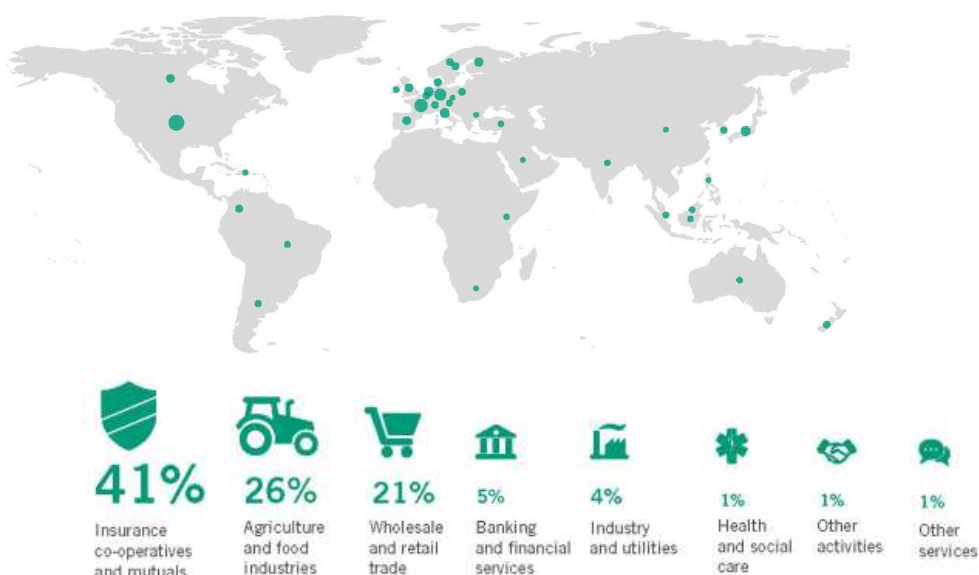 41%
Insurance
co-operatives
and mutuals
26%
Agriculture
and food
industries
21%
Wholesale
and retail
trade
5%
Banking
and financial
services
4%
Industry
and utilities
1%
Health
and social
care
1%
Other
activities
1%
Other
services